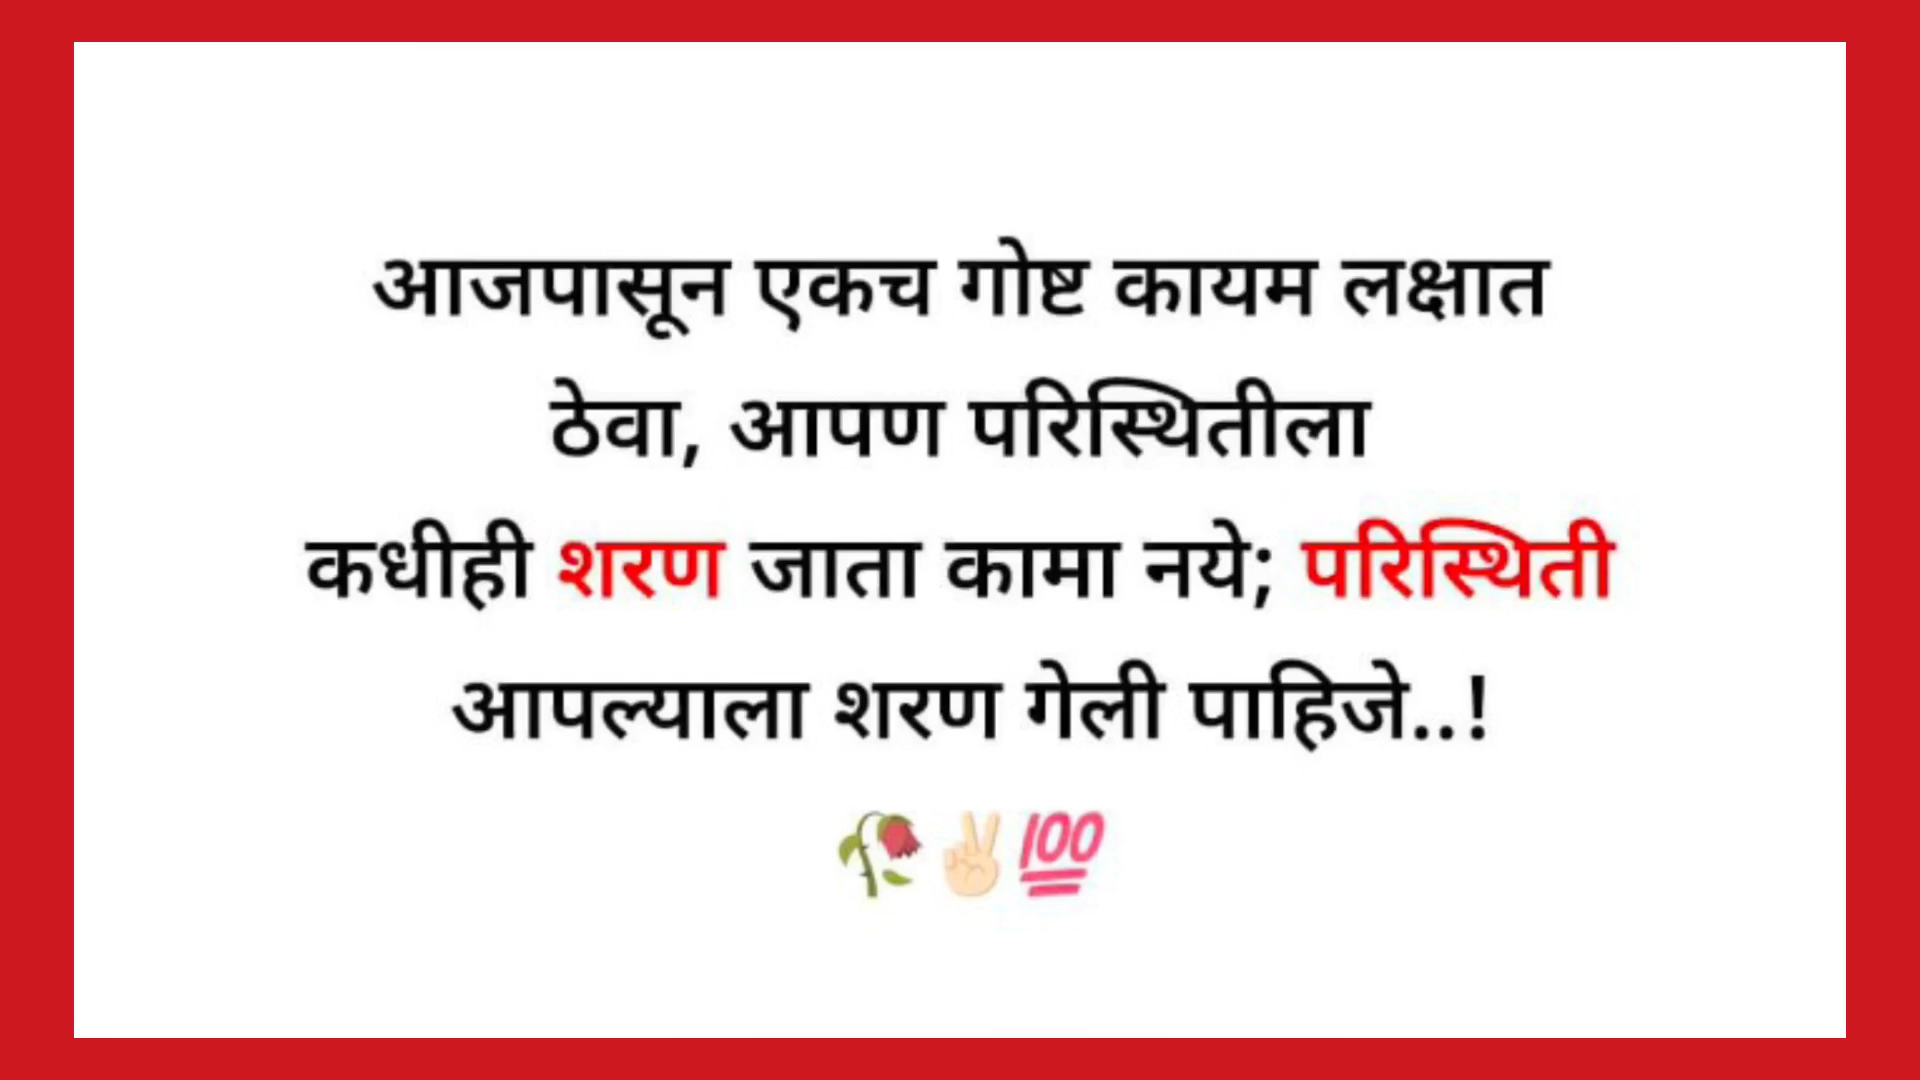 आजपासून एकच गोष्ट कायम लक्षात
ठेवा, आपण परिस्थितीला
कधीही शरण जाता कामा नये; परिस्थिती
आपल्याला शरण गेली पाहिजे..!
🥀✌🏻💯